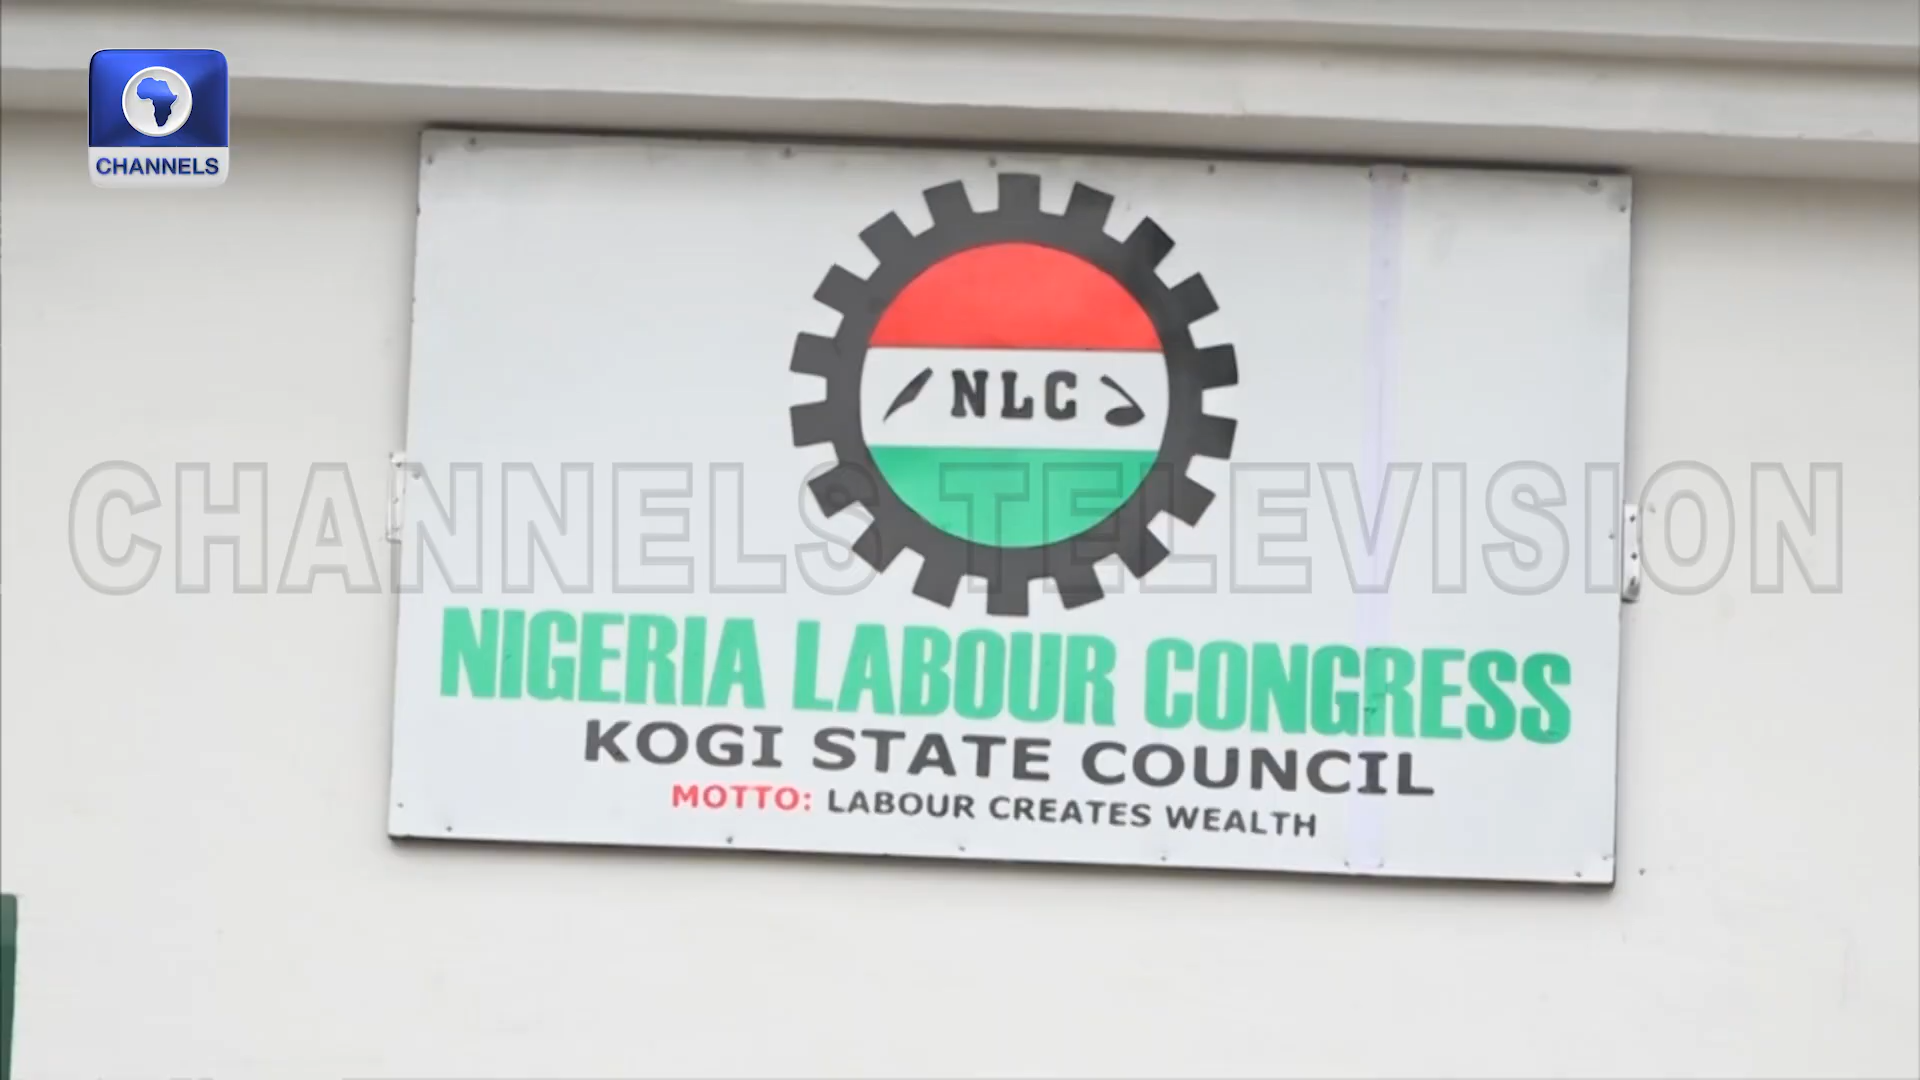 CHANNELS
NLC
CHANNELS TELEVISION
NIGERIA LABOUR CONGRESS
KOGI STATE COUNCIL
MOTTO: LABOUR CREATES WEALTH